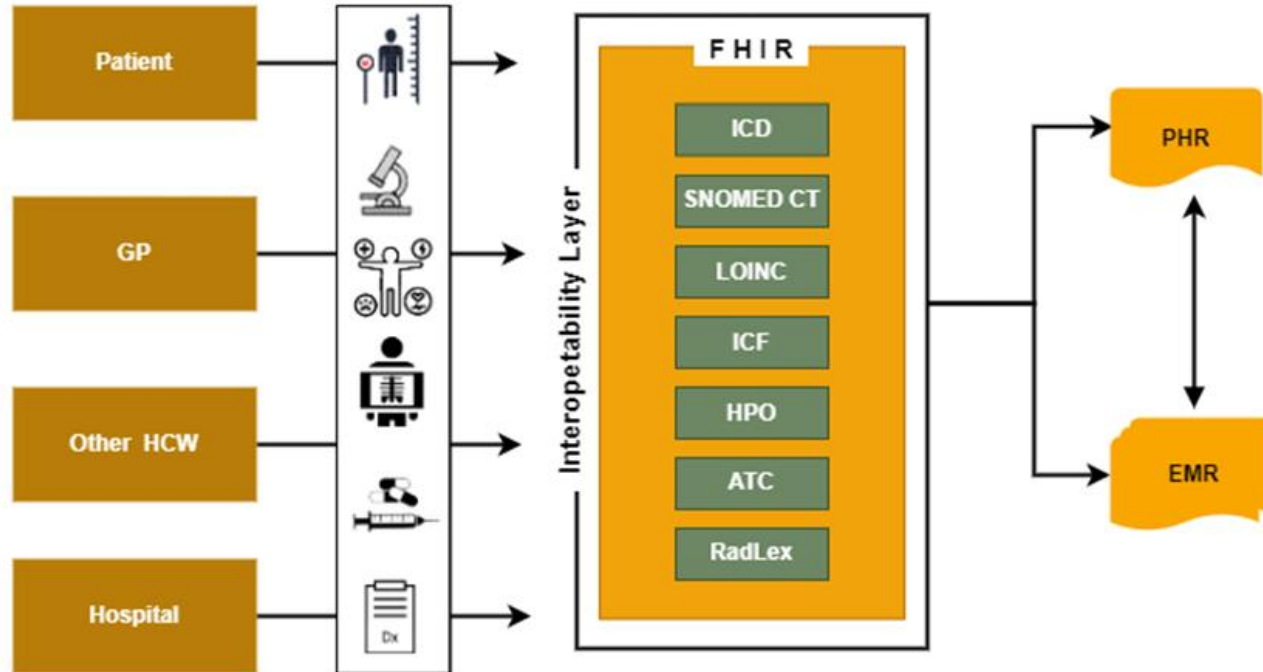 Patient
GP
Other HCW
Hospital
Dx
Interopetability Layer
FHIR
ICD
SNOMED CT
LOINC
ICF
HPO
ATC
RadLex
PHR
EMR